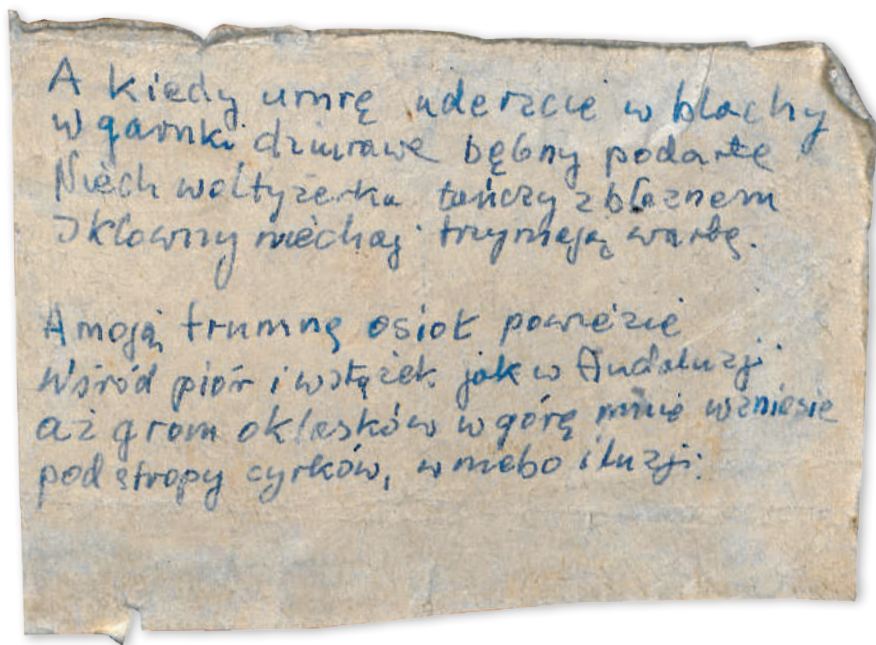 A kiedy umrę uderzcie w blachy
w garnki dziurawe bębny podarte
Niech woltyżerka tańczy z błaznem
I klowny niechaj trzymają wartę.
A moją trumnę osioł powiezie
Wśród piór i wstążek jak w Andaluzji
aż grom oklasków w górę mnie wzniesie
pod stropy cyrków, w niebo iluzji.